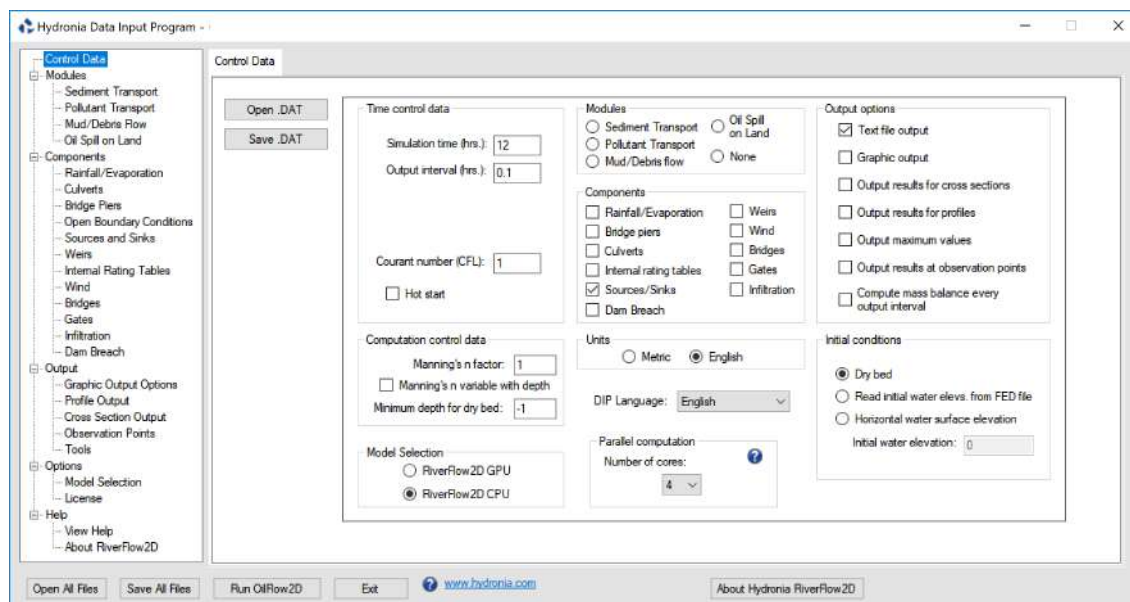 Hydronia Data Input Program -
Control Data
Modules
Sediment Transport
Pollutant Transport
Mud/Debris Flow
Oil Spill on Land
Components
Rainfall/Evaporation
Culverts
Bridge Piers
Open Boundary Conditions
Sources and Sinks
Weirs
Internal Rating Tables
Wind
Bridges
Gates
Infiltration
Dam Breach
Output
Graphic Output Options
Profile Output
Cross Section Output
Observation Points
Tools
Options
Model Selection
License
Help
View Help
About RiverFlow2D
Control Data
Open .DAT
Save .DAT
Time control data
Simulation time (hrs.): 12
Output interval (hrs.): 0.1
Courant number (CFL): 1
Hot start
Computation control data
Manning's n factor: 1
Manning's n variable with depth
Minimum depth for dry bed: -1
Model Selection
RiverFlow2D GPU
RiverFlow2D CPU
Modules
Sediment Transport
Pollutant Transport
Mud/Debris flow
Oil Spill
on Land
None
Components
Rainfall/Evaporation
Bridge piers
Culverts
Internal rating tables
Sources/Sinks
Dam Breach
Weirs
Wind
Bridges
Gates
Infiltration
Units
Metric English
DIP Language: English
Parallel computation
Number of cores:
4
Output options
Text file output
Graphic output
Output results for cross sections
Output results for profiles
Output maximum values
Output results at observation points
Compute mass balance every
output interval
Initial conditions
Dry bed
Read initial water elevs. from FED file
Horizontal water surface elevation
Initial water elevation: 0
Open All Files Save All Files Run OilFlow2D Exit www.hydronia.com About Hydronia RiverFlow2D